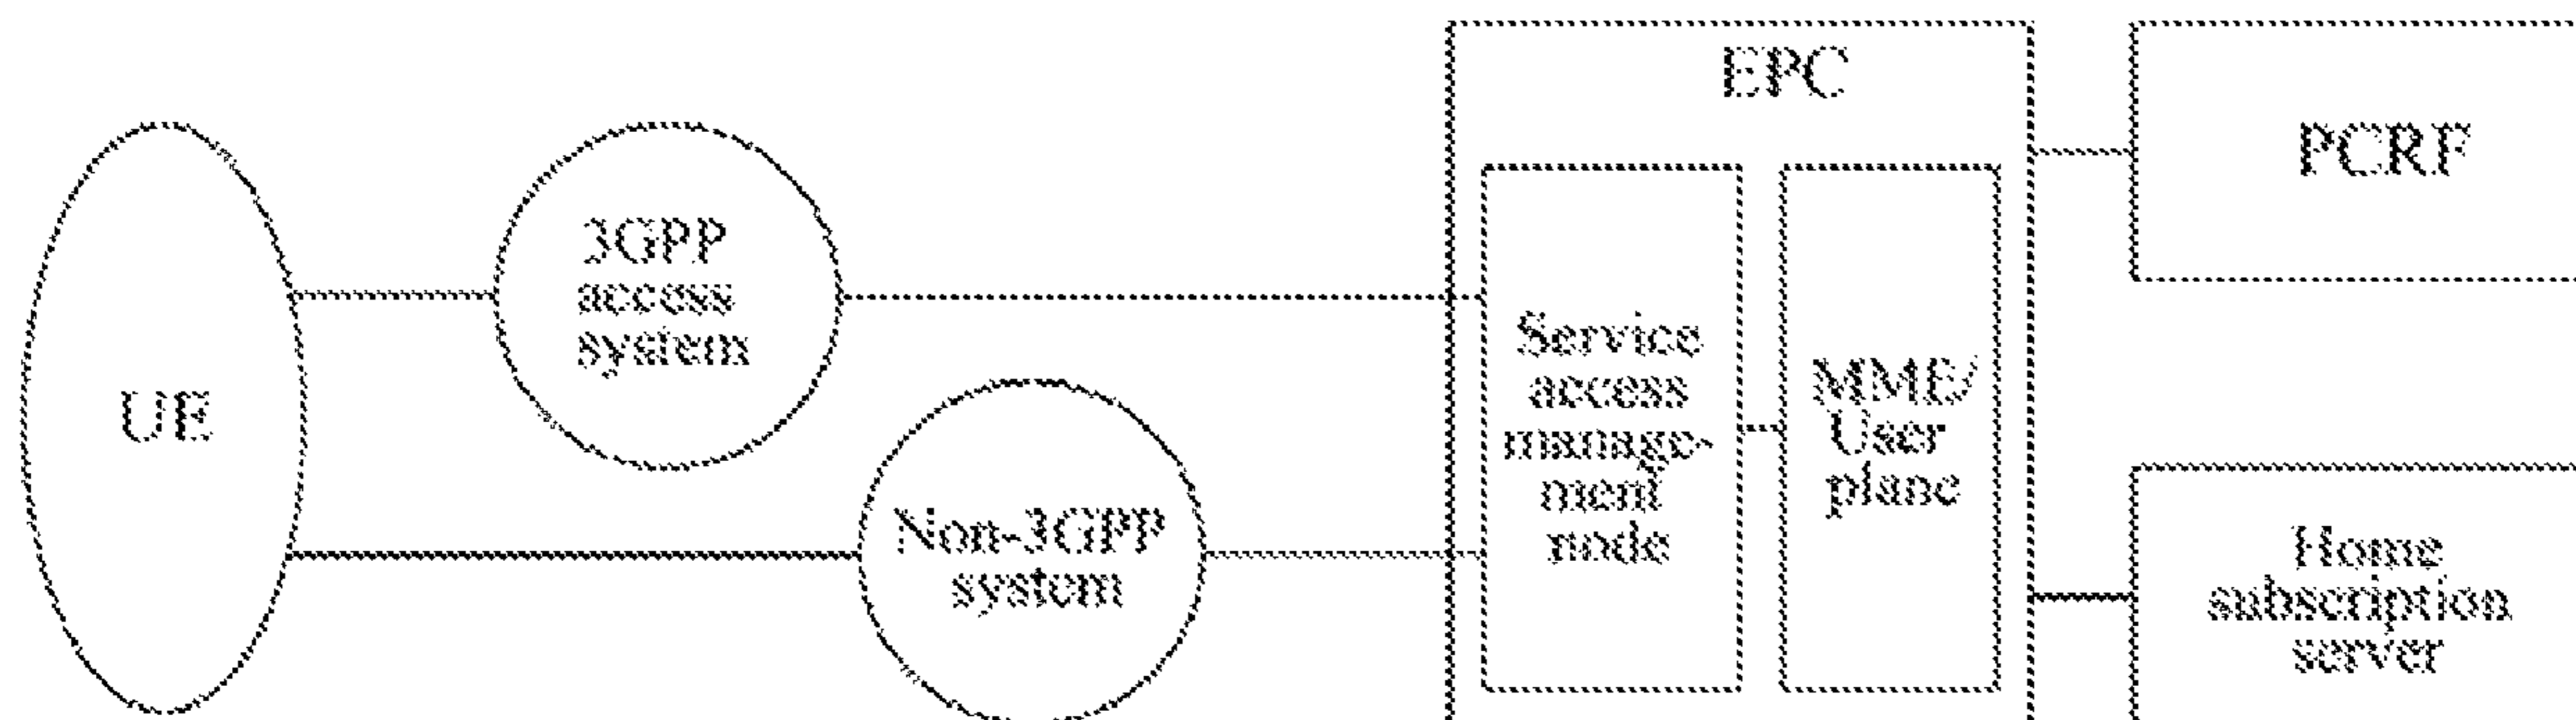 UE
3GPP
access
system
Non-3GPP
system
EPC
Service
access
manage-
ment
node
MME/
User
plane
PCRF
Home
subscription
server